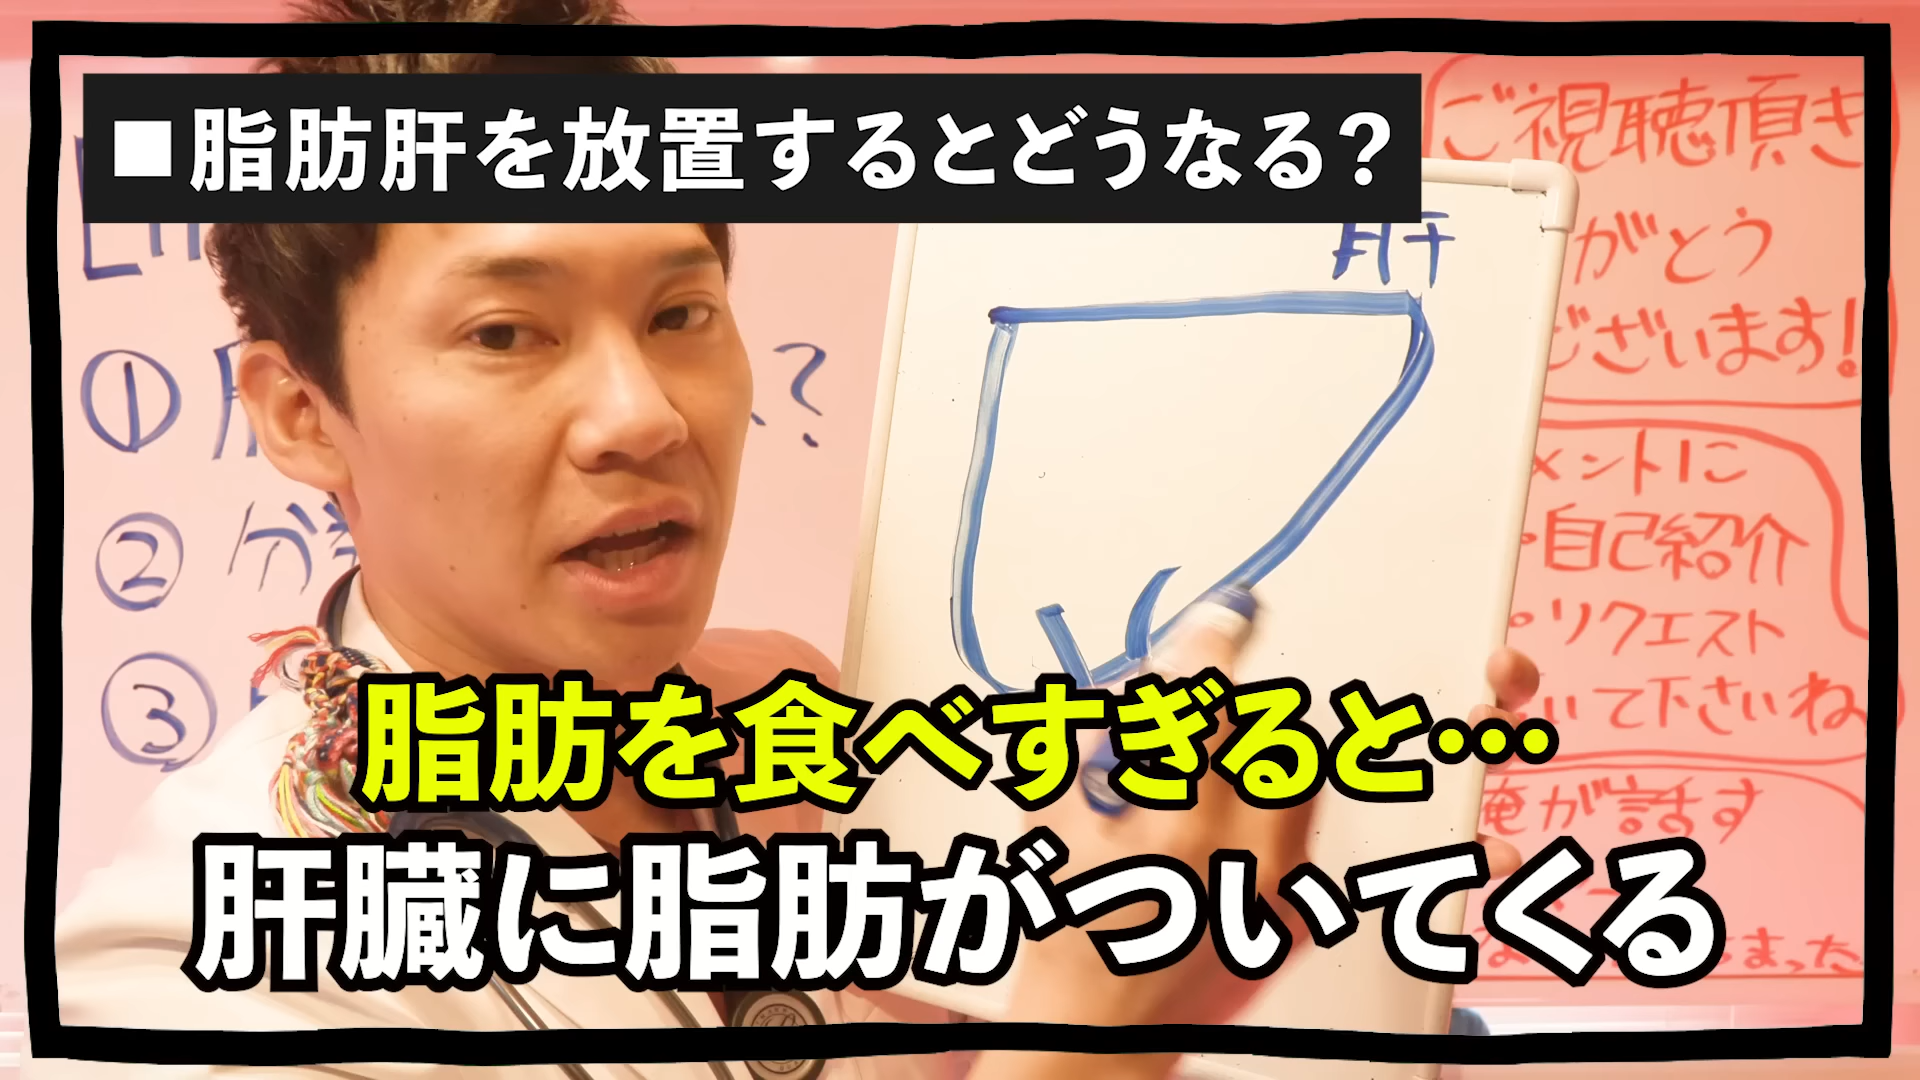 ■脂肪肝を放置するとどうなる？
ご視聴頂き
がとう
ございます！
肝
①
？
②分類
③
メントに
・自己紹介
・リクエスト
いて下さいね
俺が話す
まった
脂肪を食べすぎると…
肝臓に脂肪がついてくる